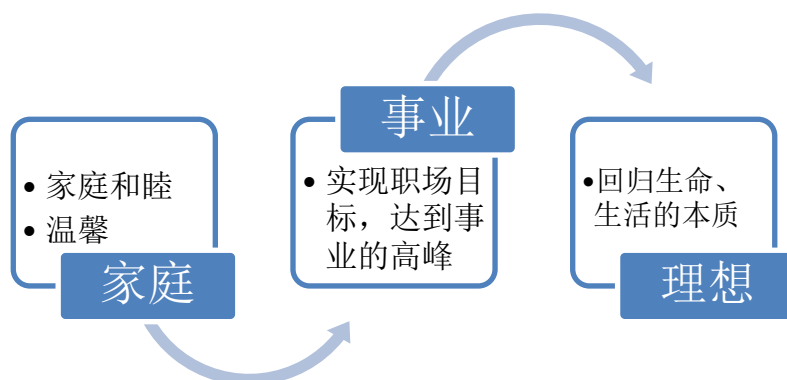 • 家庭和睦
• 温馨
家庭
事业
• 实现职场目
标，达到事
业的高峰
•回归生命、
生活的本质
理想